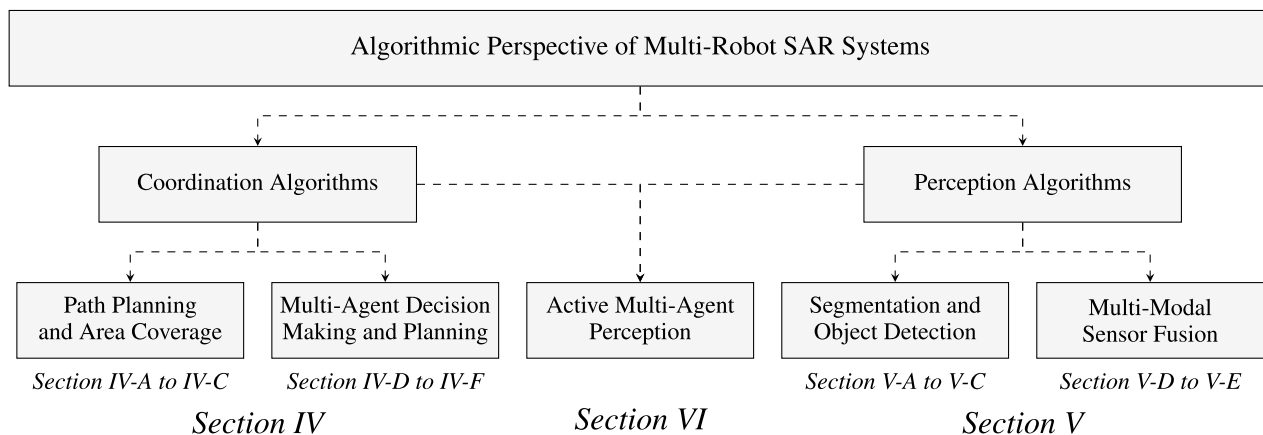 Algorithmic Perspective of Multi-Robot SAR Systems
Coordination Algorithms
Perception Algorithms
Path Planning
and Area Coverage
Multi-Agent Decision
Making and Planning
Active Multi-Agent
Perception
Segmentation and
Object Detection
Multi-Modal
Sensor Fusion
Section IV-A to IV-C
Section IV-D to IV-F
Section V-A to V-C
Section V-D to V-E
Section IV
Section VI
Section V